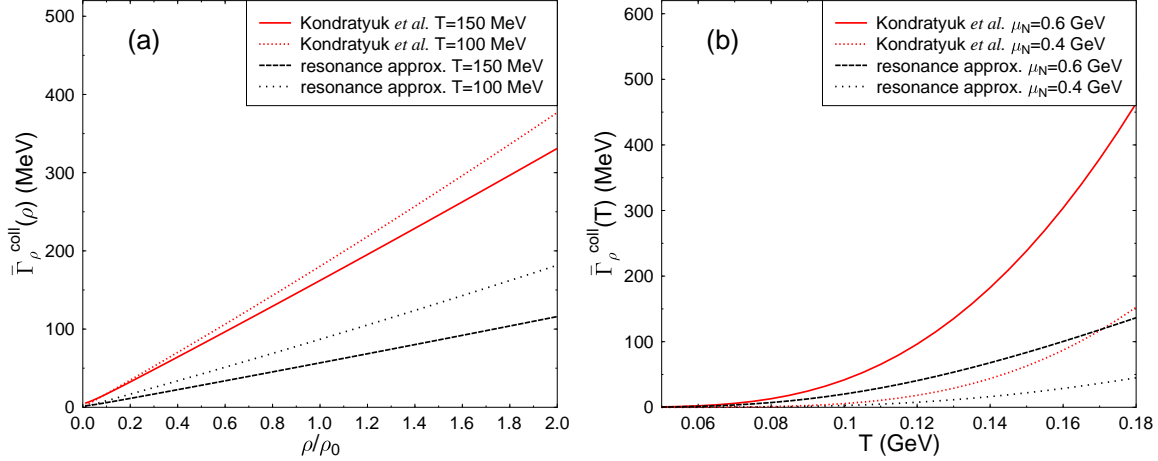 (a)
Kondratyuk et al. T=150 MeV
Kondratyuk et al. T=100 MeV
resonance approx. T=150 MeV
resonance approx. T=100 MeV
500
400
300
200
100
0
Γ̄ρ^coll(ρ) (MeV)
0.0 0.2 0.4 0.6 0.8 1.0 1.2 1.4 1.6 1.8 2.0
ρ/ρ0
(b)
Kondratyuk et al. μN=0.6 GeV
Kondratyuk et al. μN=0.4 GeV
resonance approx. μN=0.6 GeV
resonance approx. μN=0.4 GeV
600
500
400
300
200
100
0
Γ̄ρ^coll(T) (MeV)
0.06 0.08 0.1 0.12 0.14 0.16 0.18
T (GeV)